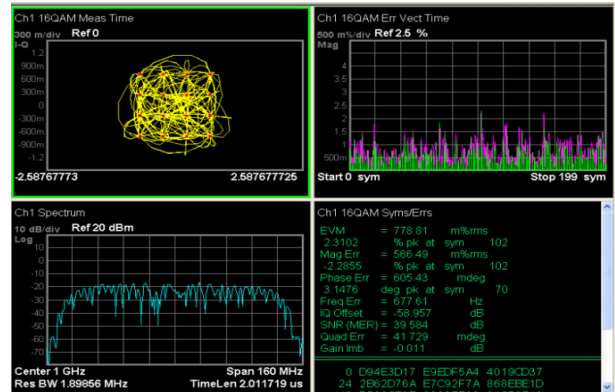 Ch1 16QAM Meas Time
300 m/div Ref 0
I-Q
1.2
900m
600m
300m
0
-300m
-600m
-900m
-1.2
-2.58767773 2.587677725
Ch1 16QAM Err Vect Time
500 m%/div Ref 2.5 %
Mag
4
3.5
3
2.5
2
1.5
1
500m
Start 0 sym Stop 199 sym
Ch1 Spectrum
10 dB/div Ref 20 dBm
Log
10
0
-10
-20
-30
-40
-50
-60
-70
Center 1 GHz Span 160 MHz
Res BW 1.89856 MHz TimeLen 2.011719 us
Ch1 16QAM Syms/Errs
EVM = 778.81 m%rms
2.3102 % pk at sym 102
Mag Err = 566.49 m%rms
-2.2855 % pk at sym 102
Phase Err = 605.43 mdeg
3.1476 deg pk at sym 70
Freq Err = 677.61 Hz
IQ Offset = -58.957 dB
SNR (MER) = 39.584 dB
Quad Err = 41.729 mdeg
Gain Imb = -0.011 dB
0 D94E3D17 E9EDF5A4 4019CD37
24 2B62D76A E7C92F7A 868EBE1D